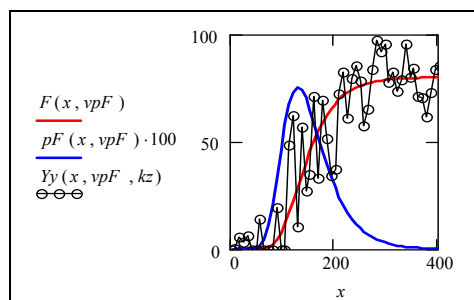 100
F(x, vpF)
pF(x, vpF)·100
50
Yy(x, vpF, kz)
0
0 200 400
x